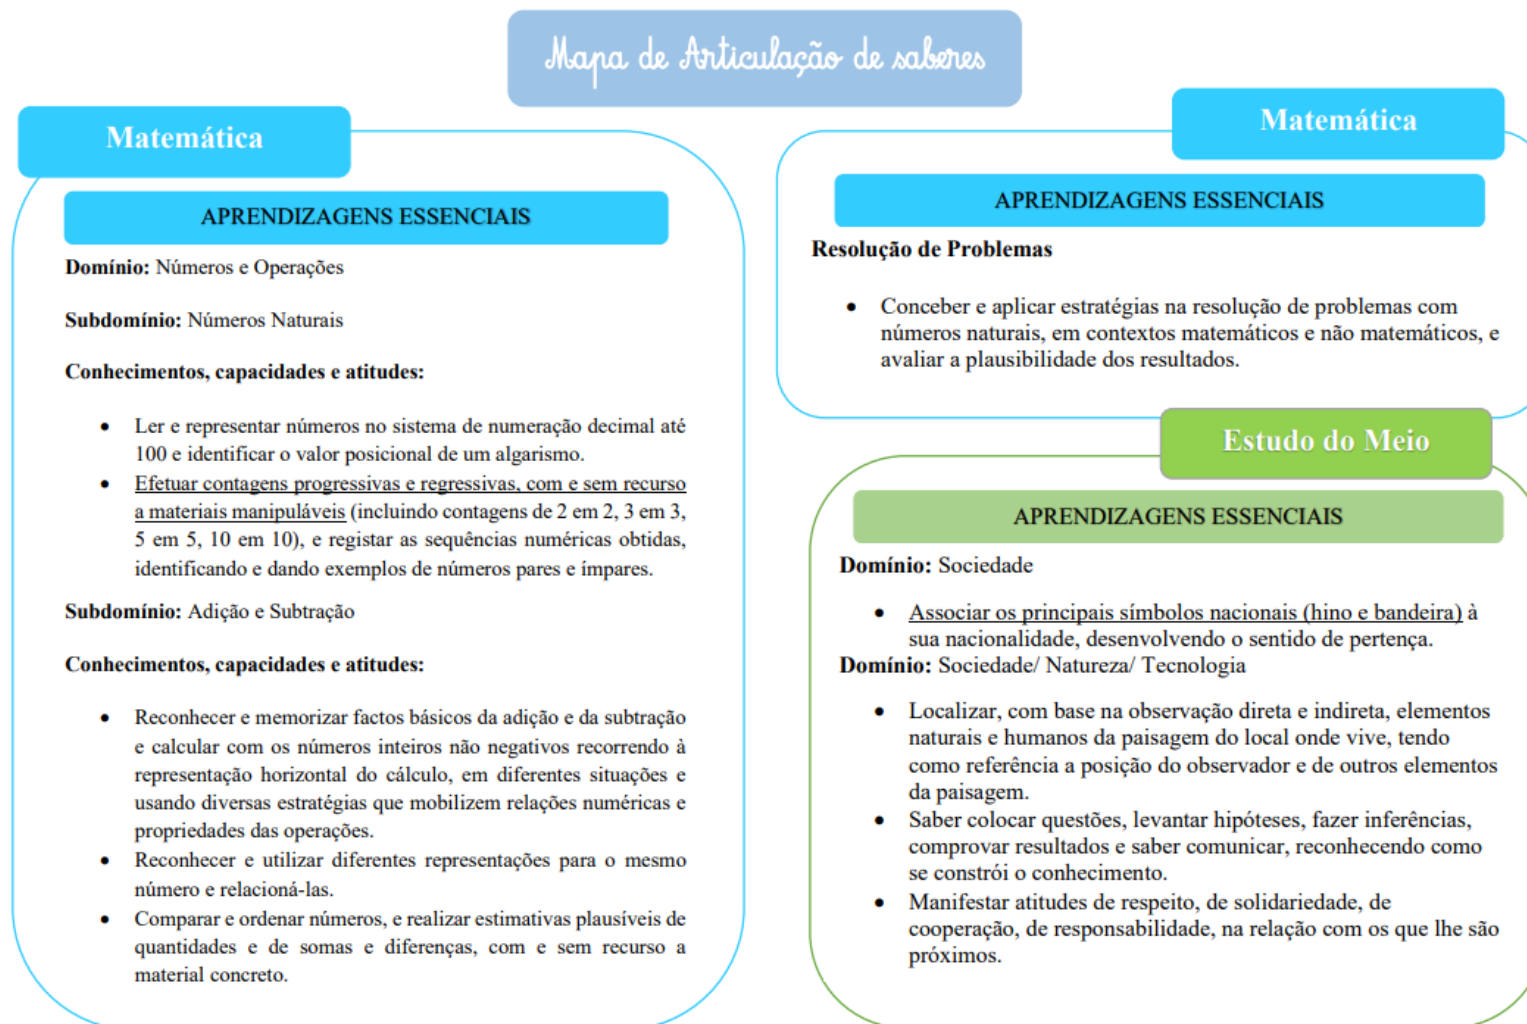 Mapa de Articulação de saberes
Matemática
APRENDIZAGENS ESSENCIAIS
Domínio: Números e Operações
Subdomínio: Números Naturais
Conhecimentos, capacidades e atitudes:
• Ler e representar números no sistema de numeração decimal até
100 e identificar o valor posicional de um algarismo.
• Efetuar contagens progressivas e regressivas, com e sem recurso
a materiais manipuláveis (incluindo contagens de 2 em 2, 3 em 3,
5 em 5, 10 em 10), e registar as sequências numéricas obtidas,
identificando e dando exemplos de números pares e ímpares.
Subdomínio: Adição e Subtração
Conhecimentos, capacidades e atitudes:
• Reconhecer e memorizar factos básicos da adição e da subtração
e calcular com os números inteiros não negativos recorrendo à
representação horizontal do cálculo, em diferentes situações e
usando diversas estratégias que mobilizem relações numéricas e
propriedades das operações.
• Reconhecer e utilizar diferentes representações para o mesmo
número e relacioná-las.
• Comparar e ordenar números, e realizar estimativas plausíveis de
quantidades e de somas e diferenças, com e sem recurso a
material concreto.
Matemática
APRENDIZAGENS ESSENCIAIS
Resolução de Problemas
• Conceber e aplicar estratégias na resolução de problemas com
números naturais, em contextos matemáticos e não matemáticos, e
avaliar a plausibilidade dos resultados.
Estudo do Meio
APRENDIZAGENS ESSENCIAIS
Domínio: Sociedade
• Associar os principais símbolos nacionais (hino e bandeira) à
sua nacionalidade, desenvolvendo o sentido de pertença.
Domínio: Sociedade/ Natureza/ Tecnologia
• Localizar, com base na observação direta e indireta, elementos
naturais e humanos da paisagem do local onde vive, tendo
como referência a posição do observador e de outros elementos
da paisagem.
• Saber colocar questões, levantar hipóteses, fazer inferências,
comprovar resultados e saber comunicar, reconhecendo como
se constrói o conhecimento.
• Manifestar atitudes de respeito, de solidariedade, de
cooperação, de responsabilidade, na relação com os que lhe são
próximos.